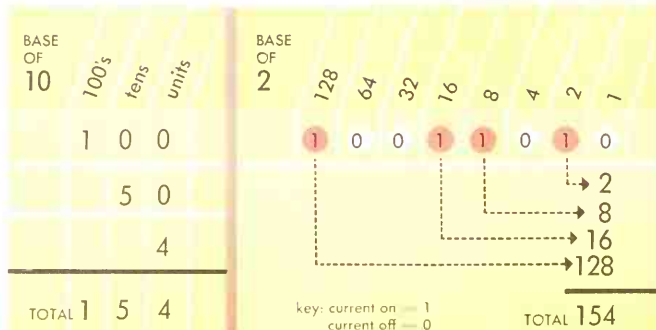 BASE
OF
10
100's tens units
1 0 0
5 0
4
TOTAL 1 5 4
BASE
OF
2
128 64 32 16 8 4 2 1
1 0 0 1 1 0 1 0
2
8
16
128
key: current on — 1
current off — 0
TOTAL 154